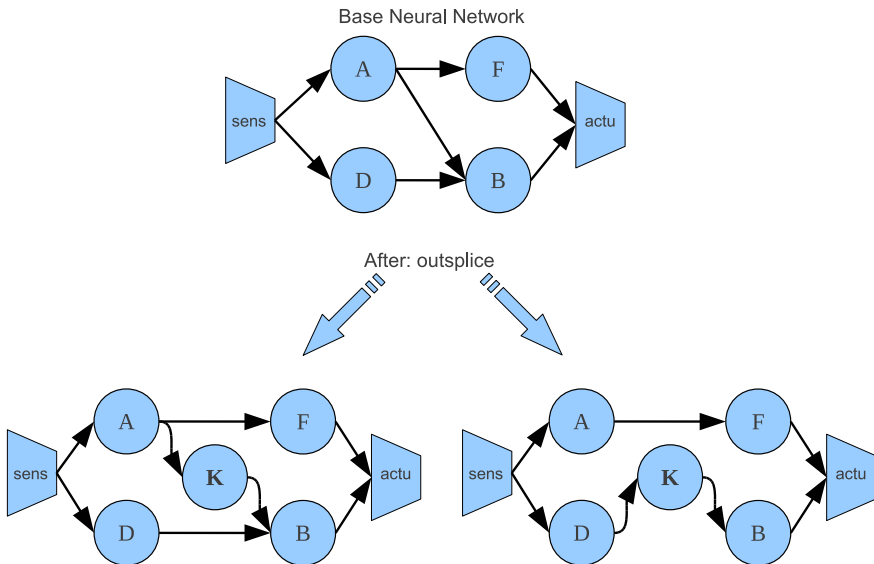 Base Neural Network
A
F
sens
actu
D
B
After: outsplice
A
F
sens
K
actu
D
B
A
F
sens
K
actu
D
B